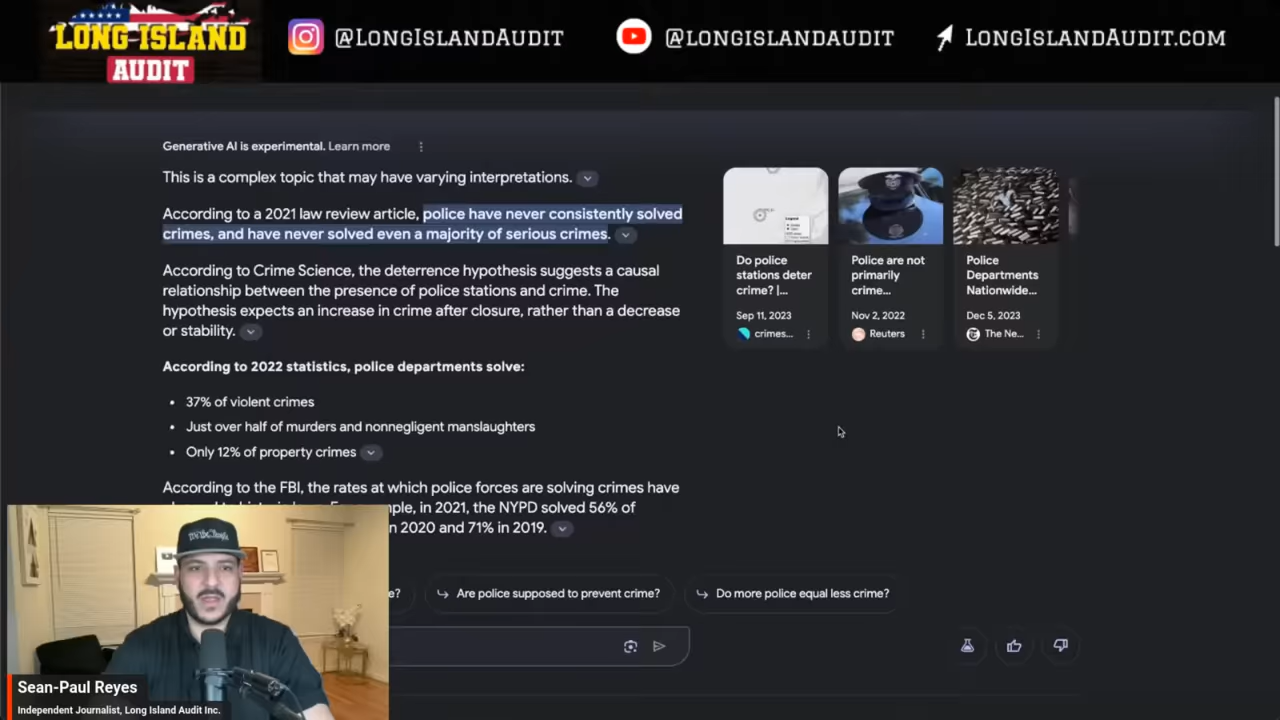 LONG ISLAND
AUDIT
@LONGISLANDAUDIT
@LONGISLANDAUDIT
LONGISLANDAUDIT.COM
Generative AI is experimental. Learn more
This is a complex topic that may have varying interpretations.
According to a 2021 law review article, police have never consistently solved
crimes, and have never solved even a majority of serious crimes.
According to Crime Science, the deterrence hypothesis suggests a causal
relationship between the presence of police stations and crime. The
hypothesis expects an increase in crime after closure, rather than a decrease
or stability.
According to 2022 statistics, police departments solve:
• 37% of violent crimes
• Just over half of murders and nonnegligent manslaughters
• Only 12% of property crimes
According to the FBI, the rates at which police forces are solving crimes have
mple, in 2021, the NYPD solved 56% of
n 2020 and 71% in 2019.
Do police
stations deter
crime? |...
Sep 11, 2023
crimes...
Police are not
primarily
crime...
Nov 2, 2022
Reuters
Police
Departments
Nationwide...
Dec 5, 2023
The Ne...
e?
Are police supposed to prevent crime?
Do more police equal less crime?
We The People
Sean-Paul Reyes
Independent Journalist, Long Island Audit Inc.